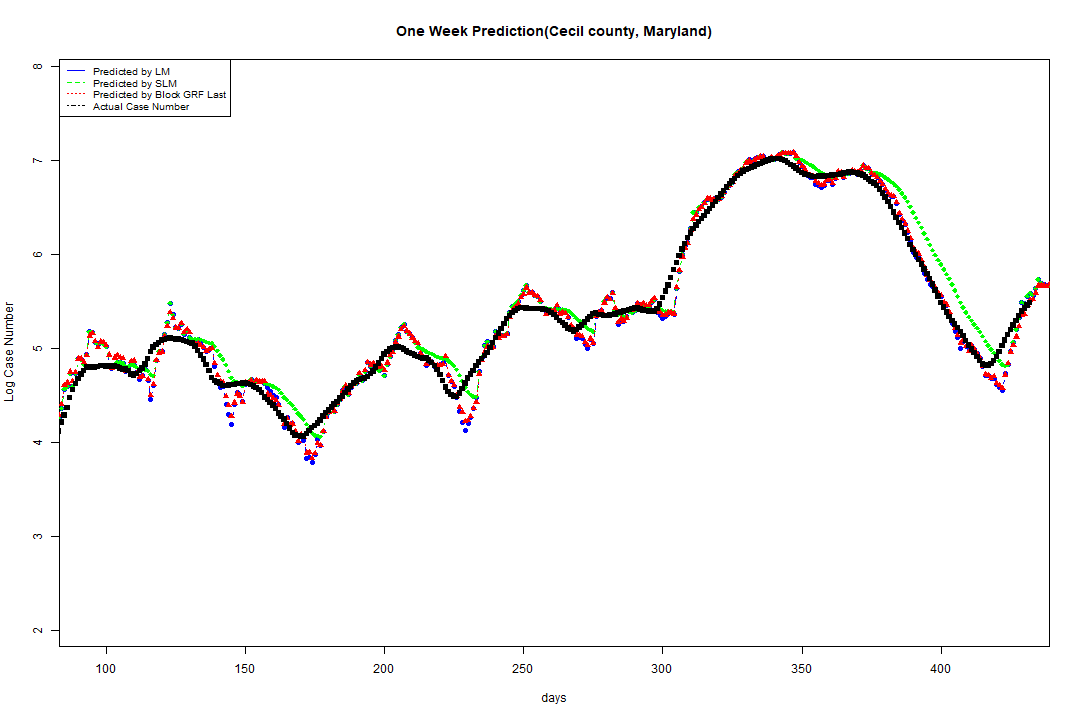 One Week Prediction(Cecil county, Maryland)
Predicted by LM
Predicted by SLM
Predicted by Block GRF Last
Actual Case Number
8
7
6
5
4
3
2
Log Case Number
100 150 200 250 300 350 400
days